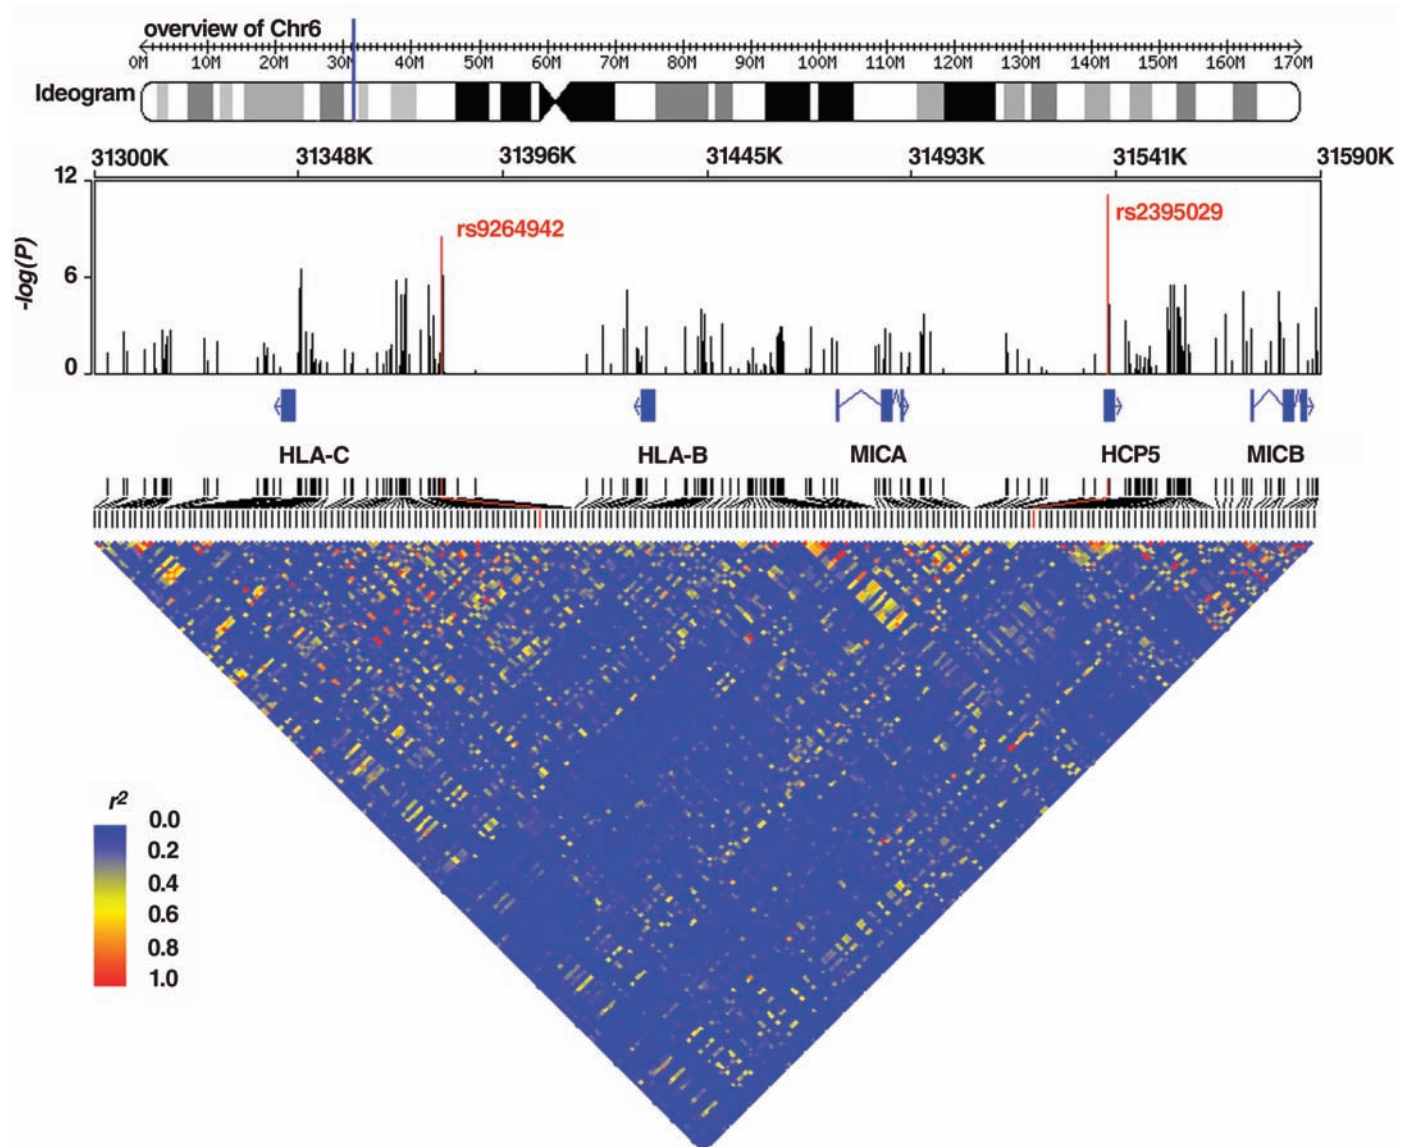 overview of Chr6
0M 10M 20M 30M 40M 50M 60M 70M 80M 90M 100M 110M 120M 130M 140M 150M 160M 170M
Ideogram
31300K 31348K 31396K 31445K 31493K 31541K 31590K
12
rs2395029
rs9264942
-log(P)
6
0
HLA-C HLA-B MICA HCP5 MICB
r²
0.0
0.2
0.4
0.6
0.8
1.0